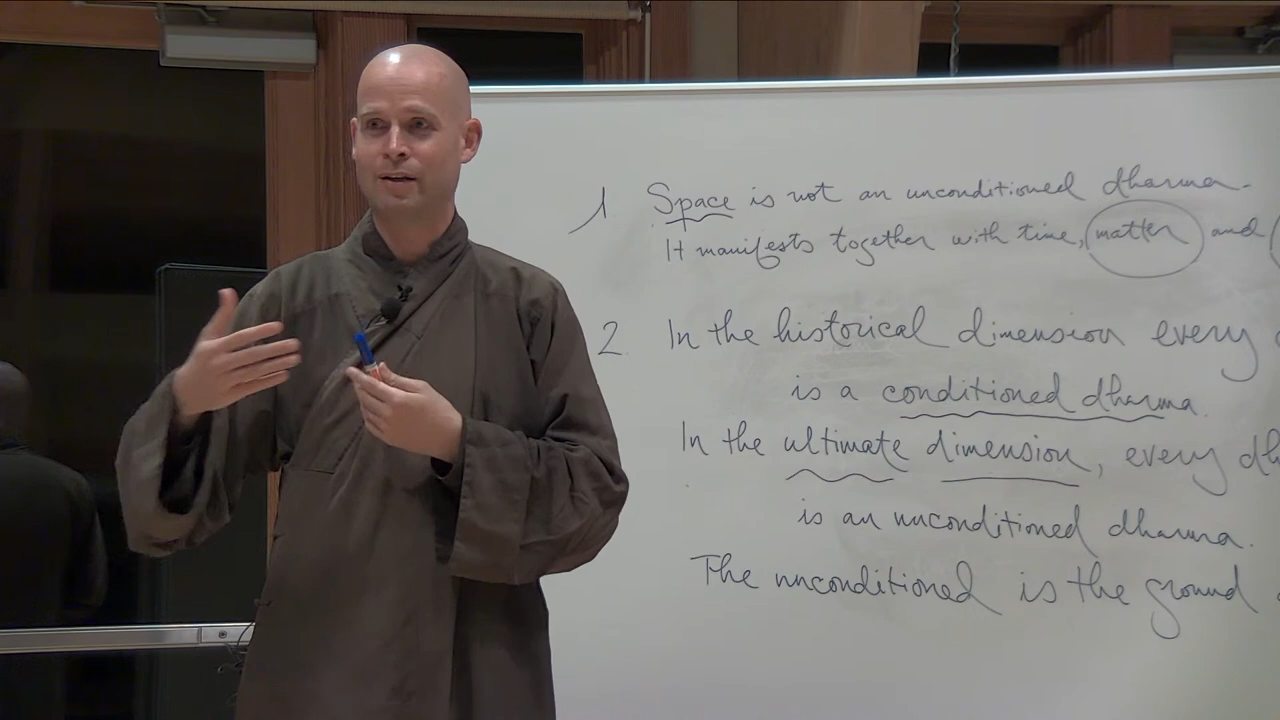 1. Space is not an unconditioned dharma.
It manifests together with time, matter and
2. In the historical dimension every
is a conditioned dharma.
In the ultimate dimension, every dh
is an unconditioned dharma.
The unconditioned is the ground